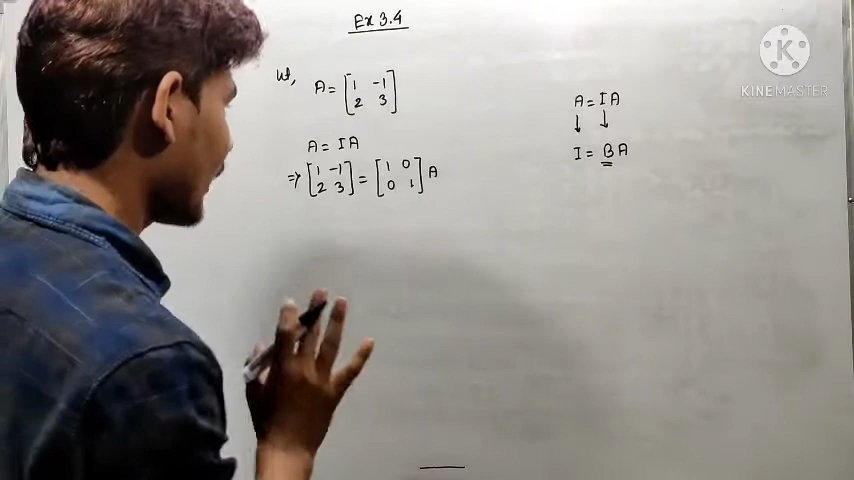 Ex 3.4
let, A = [1 -1
2 3]
A = IA
⇒ [1 -1
2 3] = [1 0
0 1] A
A = IA
↓ ↓
I = BA
K
KINEMASTER